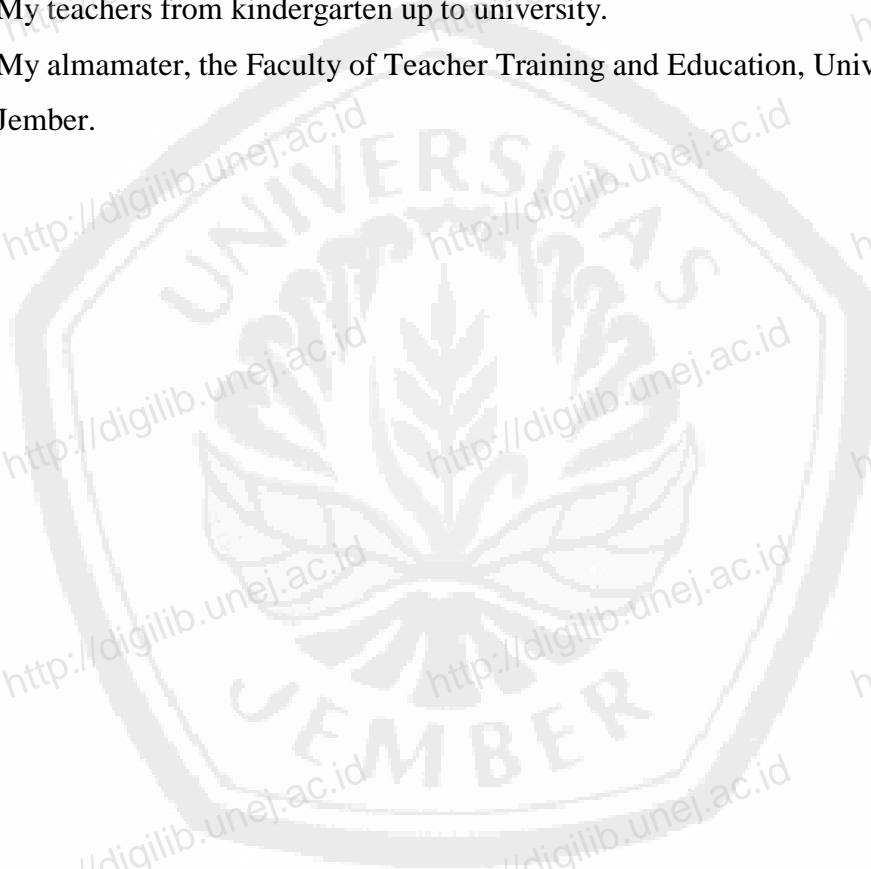 My teachers from kindergarten up to university.
My almamater, the Faculty of Teacher Training and Education,
Jember.
http://digilib.unej.ac.id http://digilib.unej.ac.id
UNIVERSITAS
http://digilib.unej.ac.id http://digilib.unej.ac.id
http://digilib.unej.ac.id http://digilib.unej.ac.id
JEMBER
http://digilib.unej.ac.id http://digilib.unej.ac.id